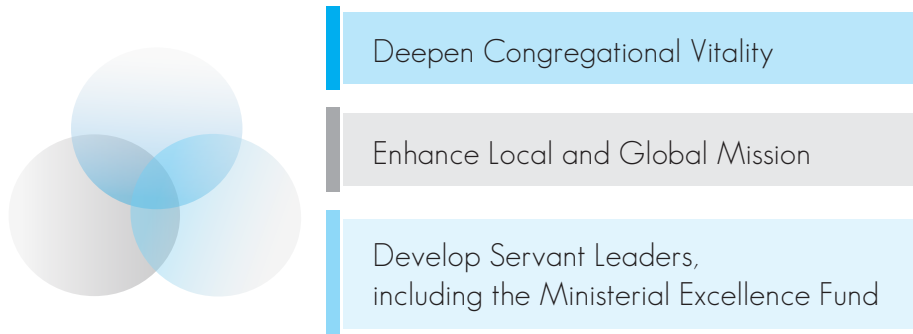 Deepen Congregational Vitality
Enhance Local and Global Mission
Develop Servant Leaders,
including the Ministerial Excellence Fund